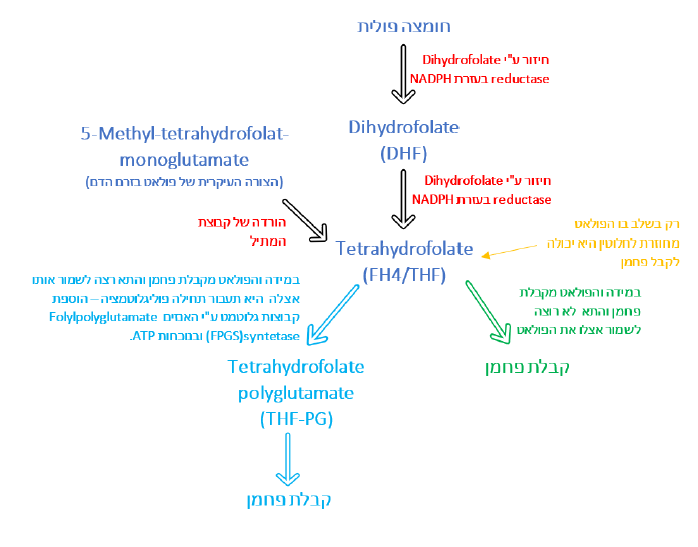 חומצה פולית
חיזור ע"י Dihydrofolate
reductase בעזרת NADPH
Dihydrofolate
(DHF)
5-Methyl-tetrahydrofolat-
monoglutamate
(הצורה העיקרית של פולאט בזרם הדם)
חיזור ע"י Dihydrofolate
reductase בעזרת NADPH
הורדה של קבוצת
המתיל
Tetrahydrofolate
(FH4/THF)
רק בשלב בו הפולאט
מחוזרת לחלוטין היא יכולה
לקבל פחמן
במידה והפולאט מקבלת פחמן והתא רצה לשמור אותו
אצלה היא תעבור תחילה פוליגלוטמציה – הוספת
קבוצות גלוטמט ע"י האנזים Folylpolyglutamate
syntetase(FPGS) ובנוכחות ATP.
במידה והפולאט מקבלת
פחמן והתא לא רוצה
לשמור אצלו את הפולאט
קבלת פחמן
Tetrahydrofolate
polyglutamate
(THF-PG)
קבלת פחמן